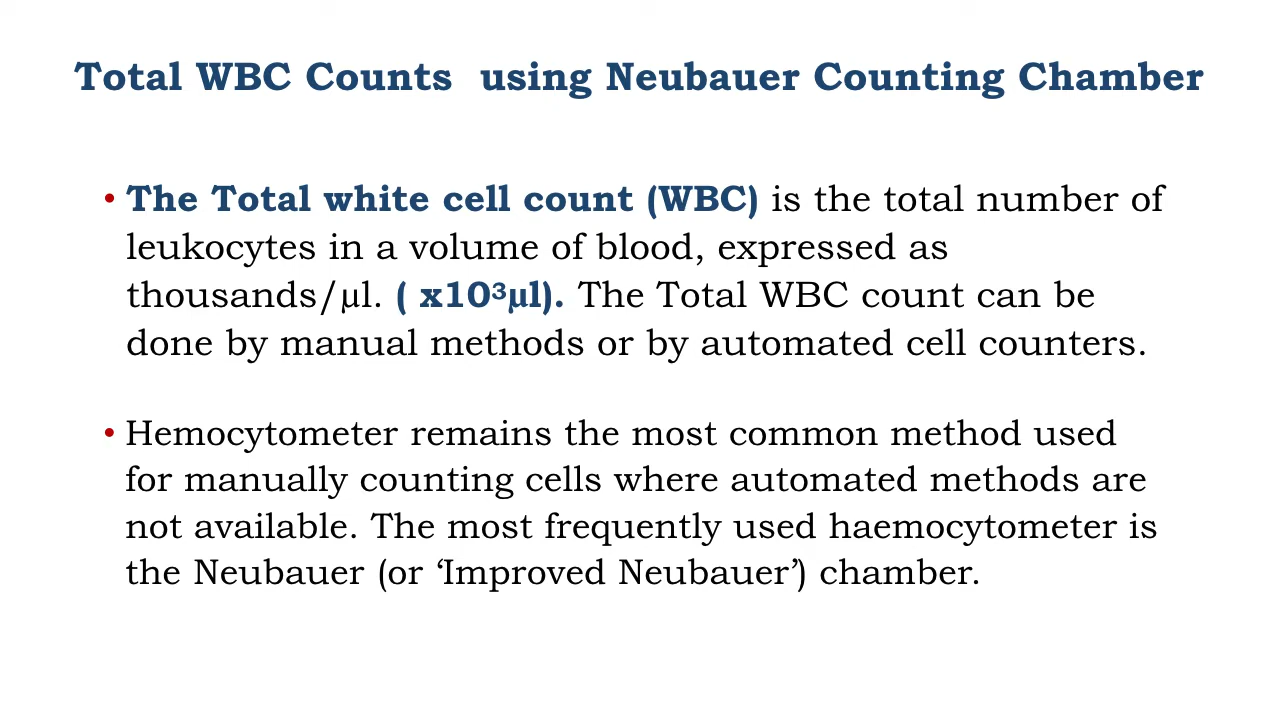 Total WBC Counts  using Neubauer Counting Chamber
• The Total white cell count (WBC) is the total number of
leukocytes in a volume of blood, expressed as
thousands/µl. ( x10³µl). The Total WBC count can be
done by manual methods or by automated cell counters.
• Hemocytometer remains the most common method used
for manually counting cells where automated methods are
not available. The most frequently used haemocytometer is
the Neubauer (or ‘Improved Neubauer’) chamber.